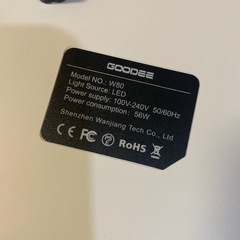 GOODEE
Model NO.: W80
Light Source: LED
Power supply: 100V-240V 50/60Hz
Power consumption: 56W
Shenzhen Wanjiang Tech Co., Ltd
CE FC RoHS